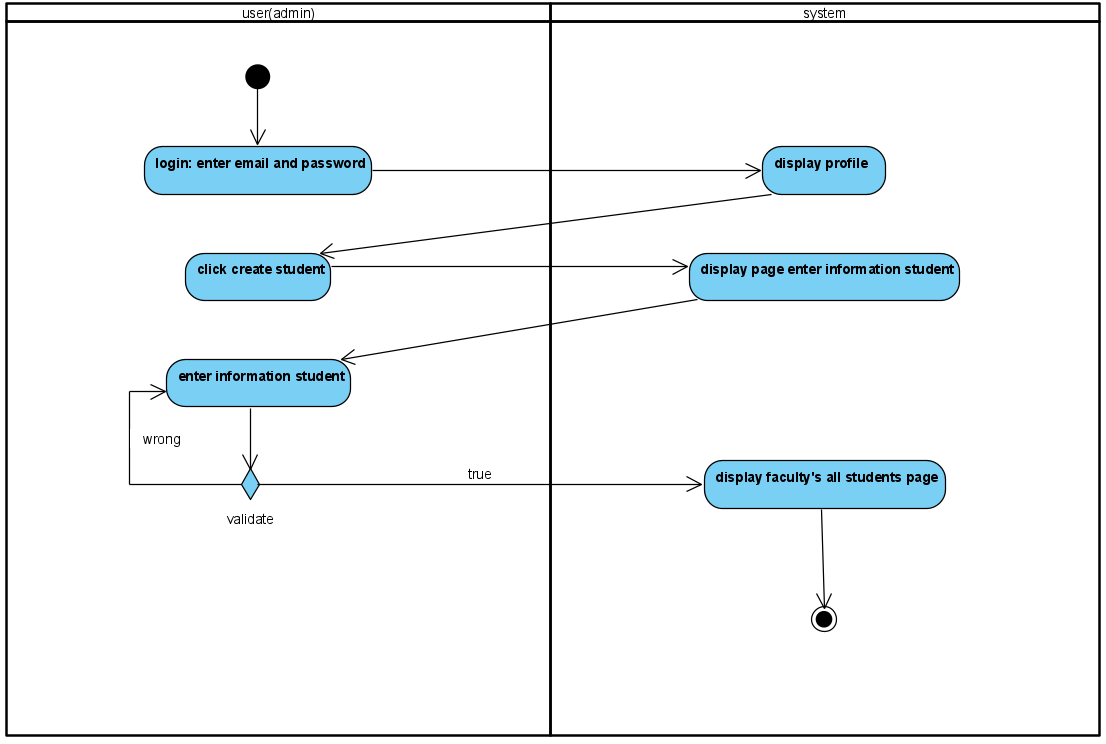 user(admin)
system
login: enter email and password
display profile
click create student
display page enter information student
enter information student
wrong
true
display faculty's all students page
validate